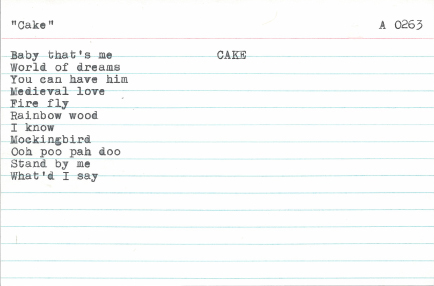 "Cake" A 0263
Baby that's me CAKE
World of dreams
You can have him
Medieval love
Fire fly
Rainbow wood
I know
Mockingbird
Ooh poo pah doo
Stand by me
What'd I say